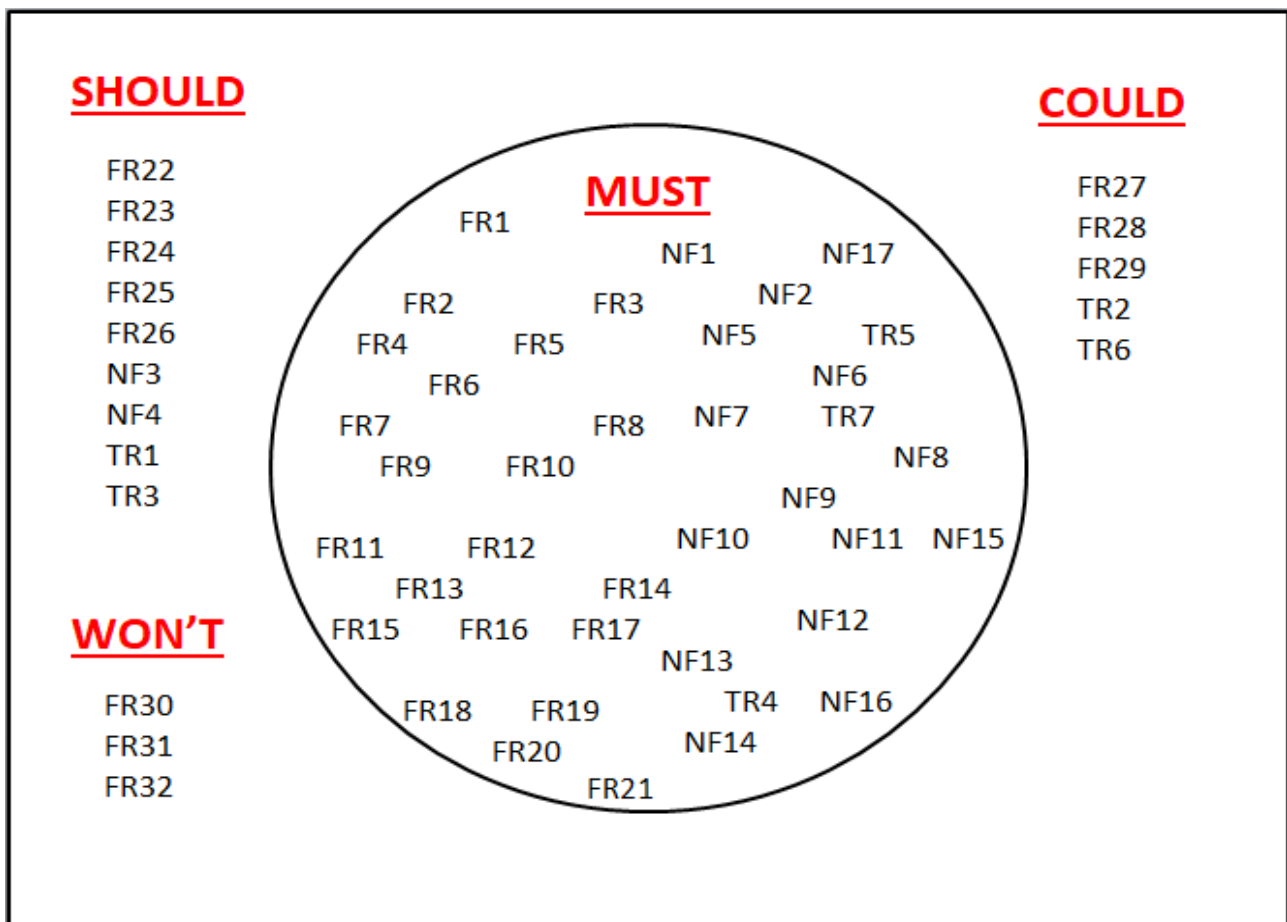 SHOULD
FR22
FR23
FR24
FR25
FR26
NF3
NF4
TR1
TR3
WON'T
FR30
FR31
FR32
MUST
FR1
NF1 NF17
FR2 FR3 NF2
FR4 FR5 NF5 TR5
FR6 NF6
FR7 FR8 NF7 TR7
FR9 FR10 NF8
NF9
FR11 FR12 NF10 NF11 NF15
FR13 FR14
FR15 FR16 FR17 NF12
NF13
FR18 FR19 TR4 NF16
FR20 NF14
FR21
COULD
FR27
FR28
FR29
TR2
TR6